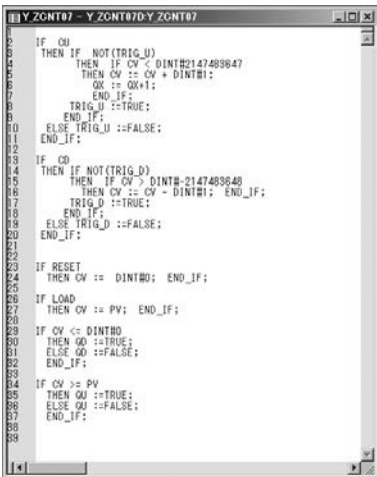 Y_ZCNT07 - Y_ZCNT07D:Y_ZCNT07
1
2 IF CU
3 THEN IF NOT(TRIG_U)
4 THEN IF CV < DINT#2147483647
5 THEN CV := CV + DINT#1;
6 QX := QX+1;
7 END_IF;
8 TRIG_U :=TRUE;
9 END_IF;
10 ELSE TRIG_U :=FALSE;
11 END_IF;
12
13 IF CD
14 THEN IF NOT(TRIG_D)
15 THEN IF CV > DINT#-2147483648
16 THEN CV := CV - DINT#1; END_IF;
17 TRIG_D :=TRUE;
18 END_IF;
19 ELSE TRIG_D :=FALSE;
20 END_IF;
21
22
23 IF RESET
24 THEN CV := DINT#0; END_IF;
25
26 IF LOAD
27 THEN CV := PV; END_IF;
28
29 IF CV <= DINT#0
30 THEN QD :=TRUE;
31 ELSE QD :=FALSE;
32 END_IF;
33
34 IF CV >= PV
35 THEN QU :=TRUE;
36 ELSE QU :=FALSE;
37 END_IF;
38
39